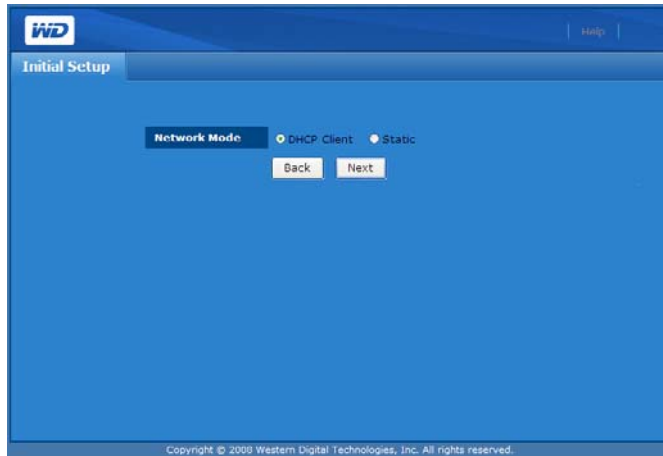 WD
Help
Initial Setup
Network Mode DHCP Client Static
Back Next
Copyright © 2008 Western Digital Technologies, Inc. All rights reserved.